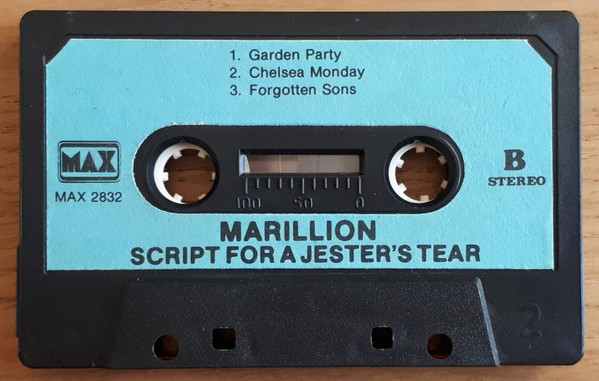 1. Garden Party
2. Chelsea Monday
3. Forgotten Sons
MAX
MAX 2832
B
STEREO
100 50 0
MARILLION
SCRIPT FOR A JESTER'S TEAR
2